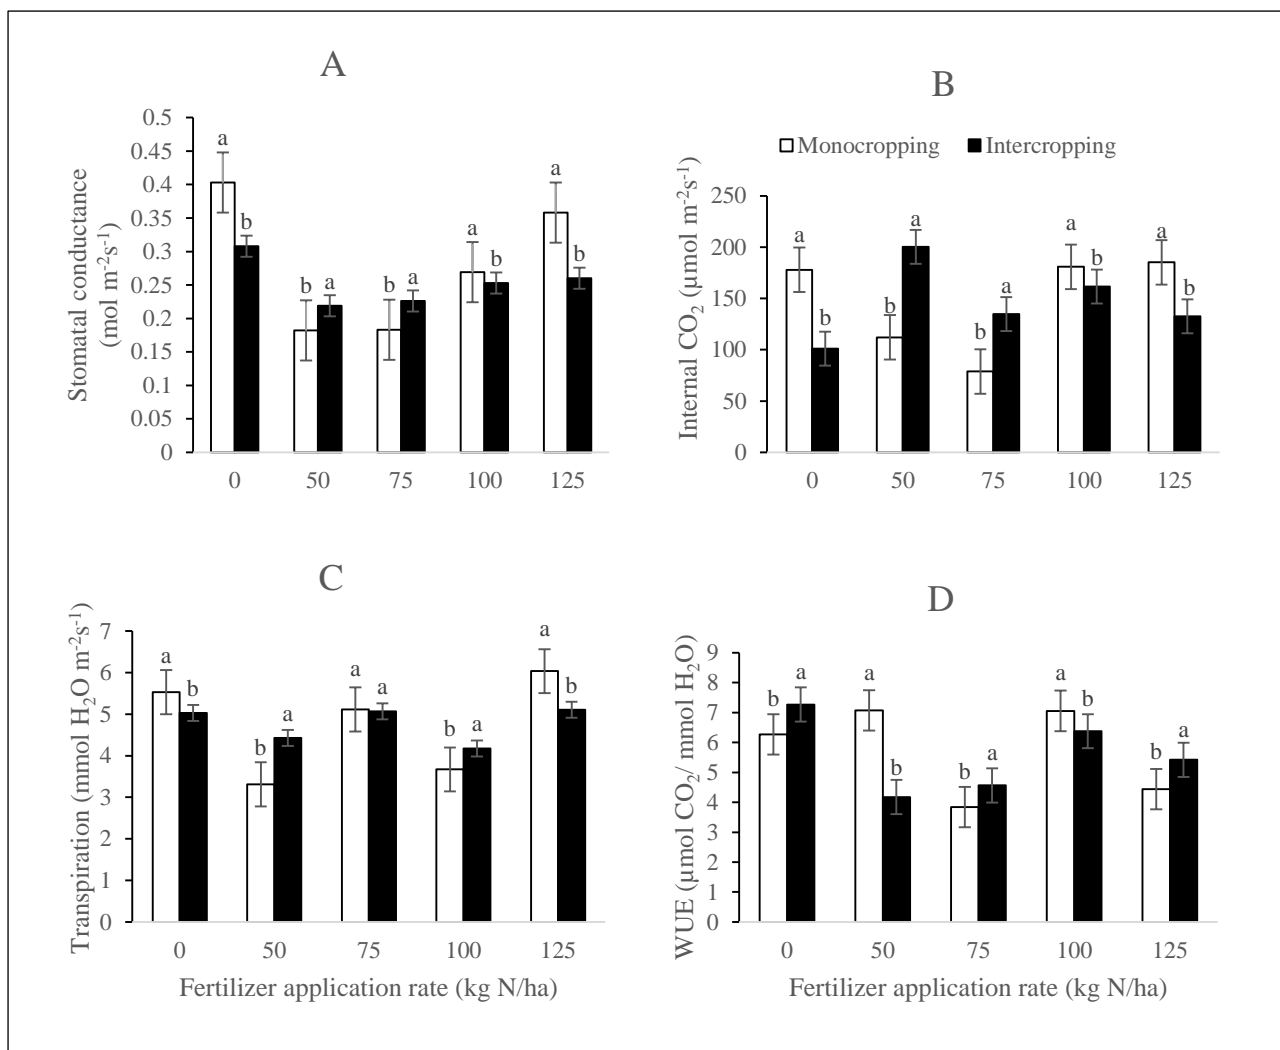 A
Stomatal conductance
(mol m-2s-1)
0.5
0.45
0.4
0.35
0.3
0.25
0.2
0.15
0.1
0.05
0
a
b
b
a
b
a
a
b
a
b
0
50
75
100
125
B
Monocropping
Intercropping
Internal CO2 (µmol m-2s-1)
250
200
150
100
50
0
a
b
b
a
b
a
a
b
a
b
0
50
75
100
125
C
Transpiration (mmol H2O m-2s-1)
7
6
5
4
3
2
1
0
a
b
b
a
a
a
b
a
a
b
0
50
75
100
125
Fertilizer application rate (kg N/ha)
D
WUE (µmol CO2/ mmol H2O)
9
8
7
6
5
4
3
2
1
0
b
a
a
b
b
a
a
b
b
a
0
50
75
100
125
Fertilizer application rate (kg N/ha)